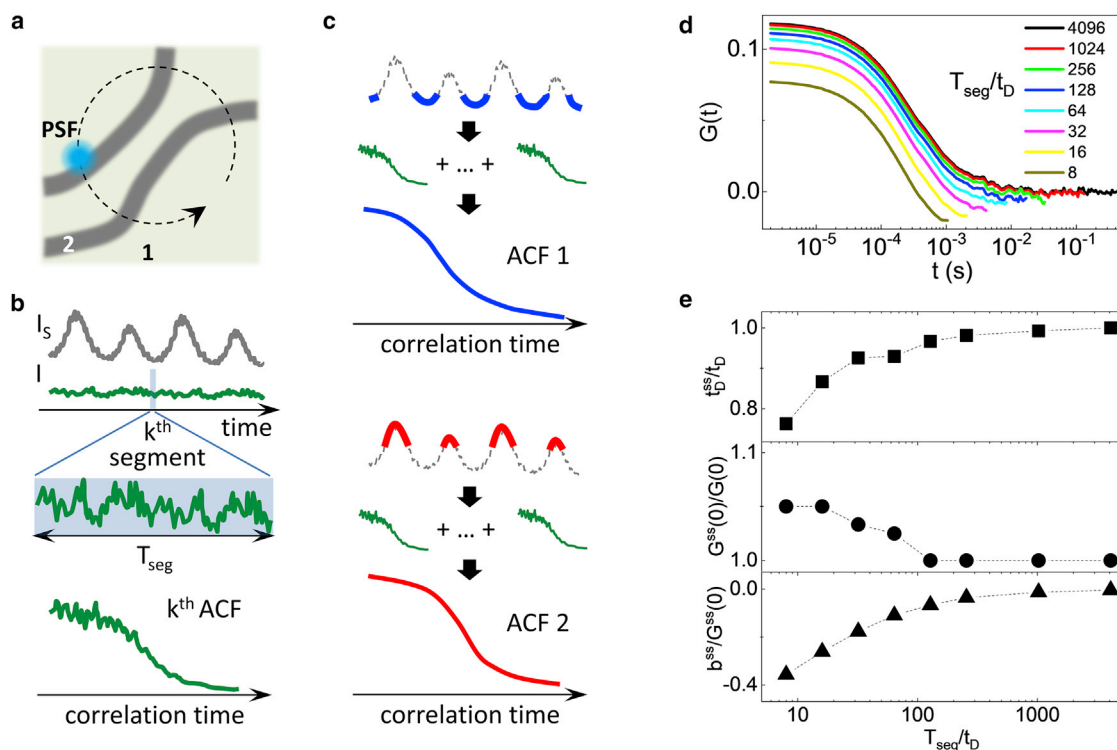 a
PSF
2
1
b
I_S
I
time
k^th
segment
T_seg
k^th ACF
correlation time
c
+ ... +
ACF 1
correlation time
+ ... +
ACF 2
correlation time
d
0.1
0.0
G(t)
T_seg/t_D
4096
1024
256
128
64
32
16
8
10^-5 10^-4 10^-3 10^-2 10^-1
t (s)
e
1.0
0.8
t_D^ss/t_D
1.1
1.0
G^ss(0)/G(0)
0.0
-0.4
b^ss/G^ss(0)
10 100 1000
T_seg/t_D